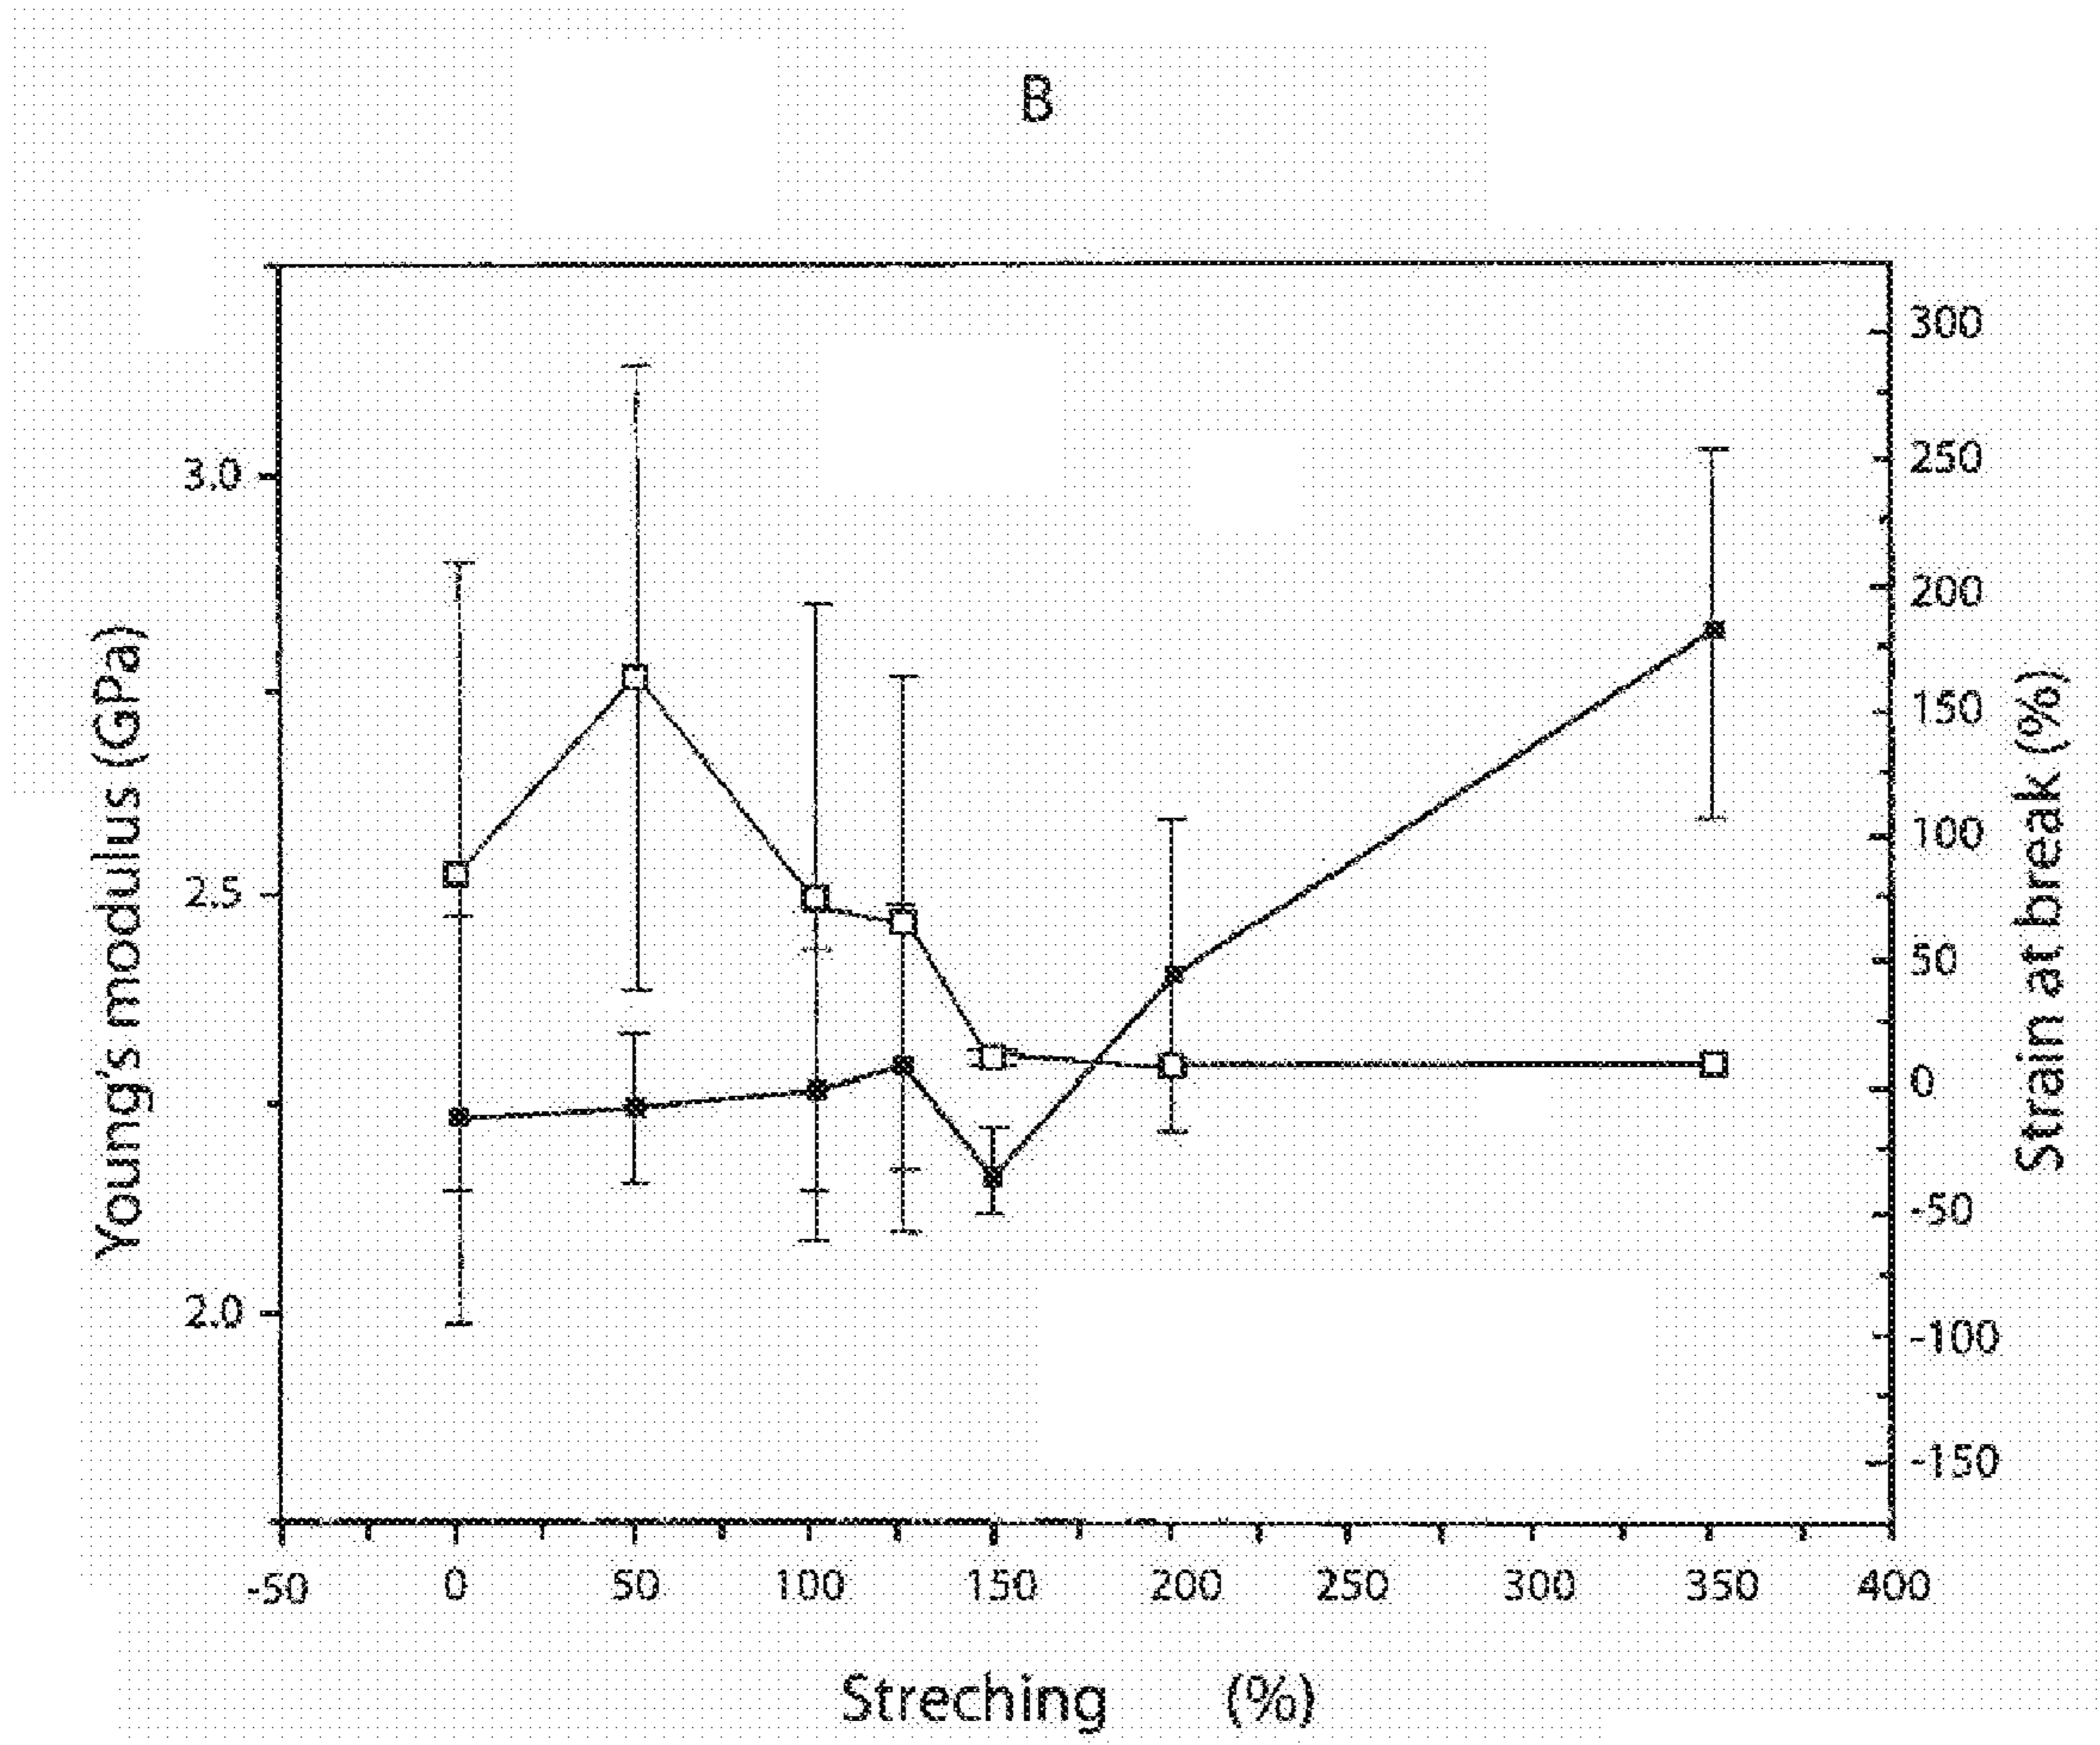 B
Young's modulus (GPa)
3.0
2.5
2.0
300
250
200
150
100
50
0
-50
-100
-150
Strain at break (%)
-50 0 50 100 150 200 250 300 350 400
Streching (%)